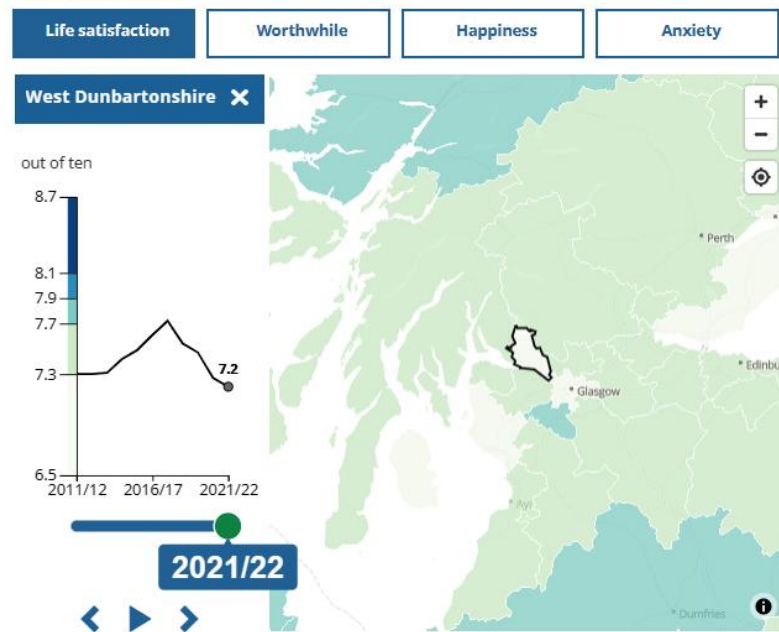 Life satisfaction
Worthwhile
Happiness
Anxiety
West Dunbartonshire
out of ten
8.7
8.1
7.9
7.7
7.3
7.2
6.5
2011/12 2016/17 2021/22
2021/22
Perth
Edinbu
Glasgow
Ayr
Dumfries